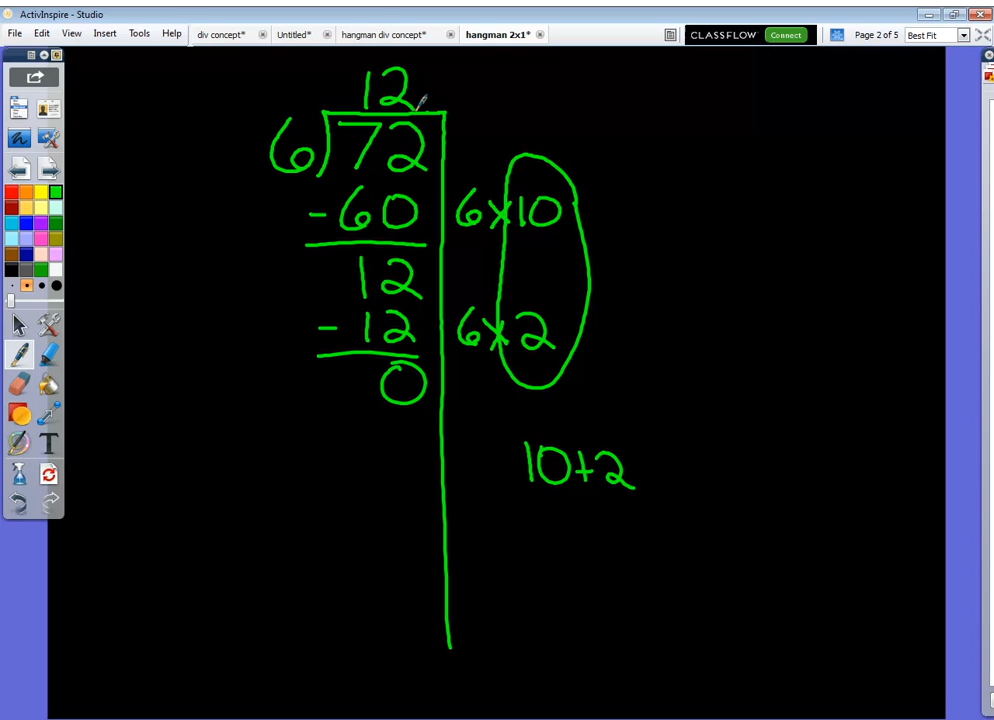 ActivInspire - Studio
File Edit View Insert Tools Help
div concept* Untitled* hangman div concept* hangman 2x1*
CLASSFLOW Connect
Page 2 of 5 Best Fit
12
6)72
-60 6x10
12
-12 6x2
0
10+2
T